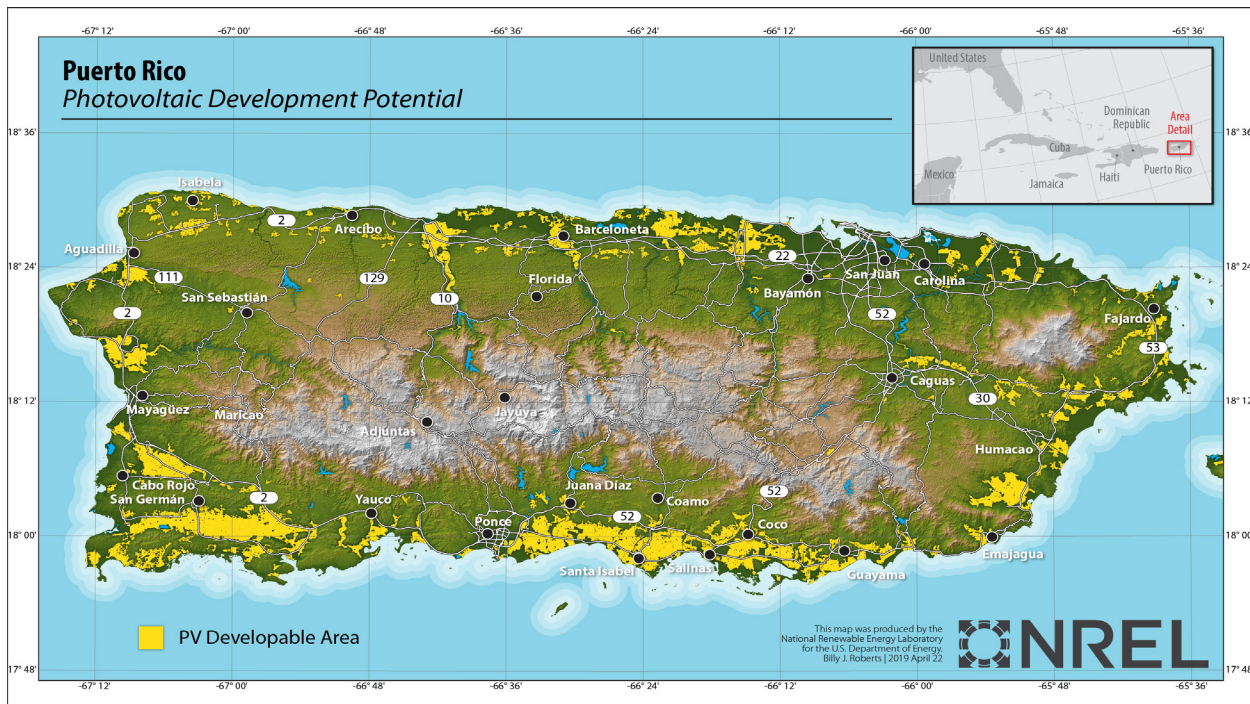 -67° 12'
-67° 00'
-66° 48'
-66° 36'
-66° 24'
-66° 12'
-66° 00'
-65° 48'
-65° 36'
Puerto Rico
Photovoltaic Development Potential
United States
Dominican
Republic
Area
Detail
Cuba
Mexico
Jamaica
Haiti
Puerto Rico
18° 36'
18° 36'
Isabela
2
Arecibo
Barceloneta
Aguadilla
22
18° 24'
18° 24'
111
129
Florida
San Juan
Carolina
San Sebastián
10
Bayamón
2
52
Fajardo
53
Caguas
30
18° 12'
18° 12'
Mayagüez
Maricao
Jayuya
Adjuntas
Humacao
Cabo Rojo
San Germán
2
Yauco
Juana Díaz
Coamo
52
52
Ponce
Coco
18° 00'
18° 00'
Emajagua
Santa Isabel
Salinas
Guayama
PV Developable Area
This map was produced by the
National Renewable Energy Laboratory
for the U.S. Department of Energy.
Billy J. Roberts | 2019 April 22
NREL
17° 48'
17° 48'
-67° 12'
-67° 00'
-66° 48'
-66° 36'
-66° 24'
-66° 12'
-66° 00'
-65° 48'
-65° 36'